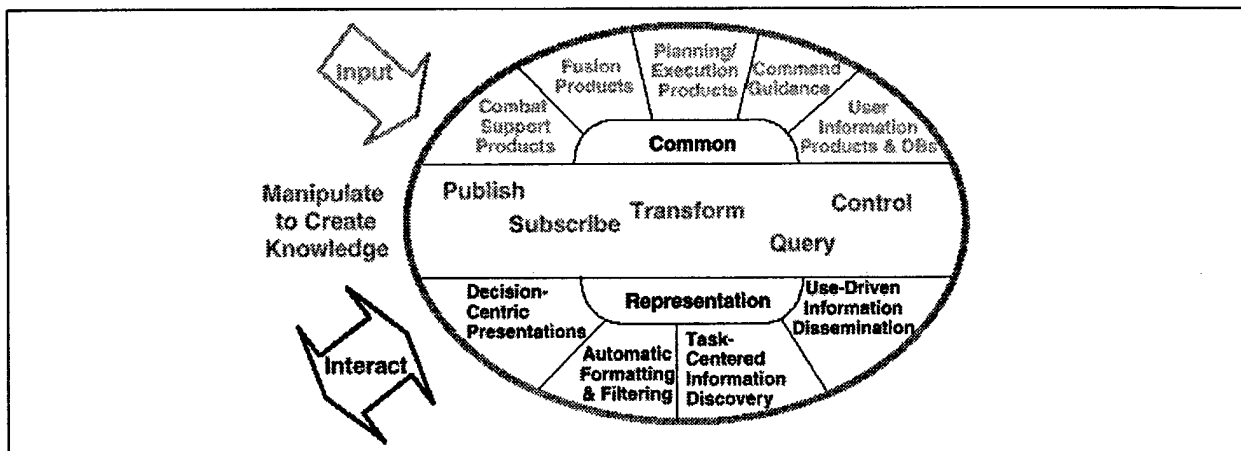 Input
Combat
Support
Products
Fusion
Products
Planning/
Execution
Products
Command
Guidance
User
Information
Products & DBs
Common
Manipulate
to Create
Knowledge
Publish
Subscribe
Transform
Query
Control
Interact
Representation
Decision-
Centric
Presentations
Automatic
Formatting
& Filtering
Task-
Centered
Information
Discovery
Use-Driven
Information
Dissemination